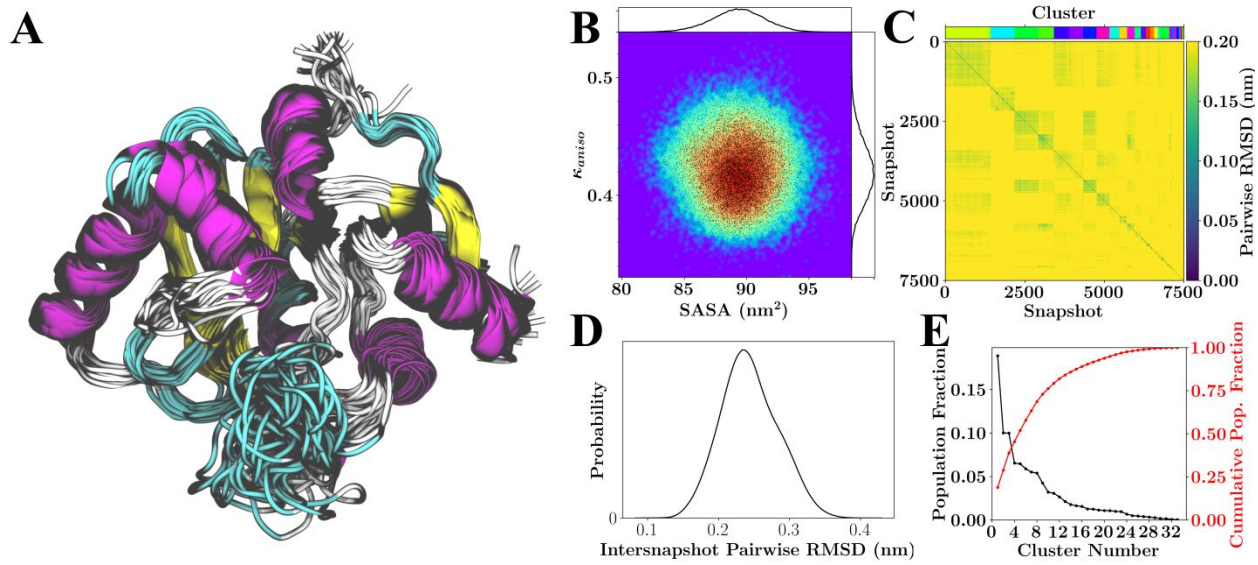 A
B
0.5
0.4
κaniso
80
85
90
95
SASA (nm²)
C
Cluster
0
2500
5000
7500
Snapshot
0
2500
5000
7500
Snapshot
0.20
0.15
0.10
0.05
0.00
Pairwise RMSD (nm)
D
Probability
0
0.1
0.2
0.3
0.4
Intersnapshot Pairwise RMSD (nm)
E
Population Fraction
0.15
0.10
0.05
0.00
0
4
8
12
16
20
24
28
32
Cluster Number
1.00
0.75
0.50
0.25
0.00
Cumulative Pop. Fraction